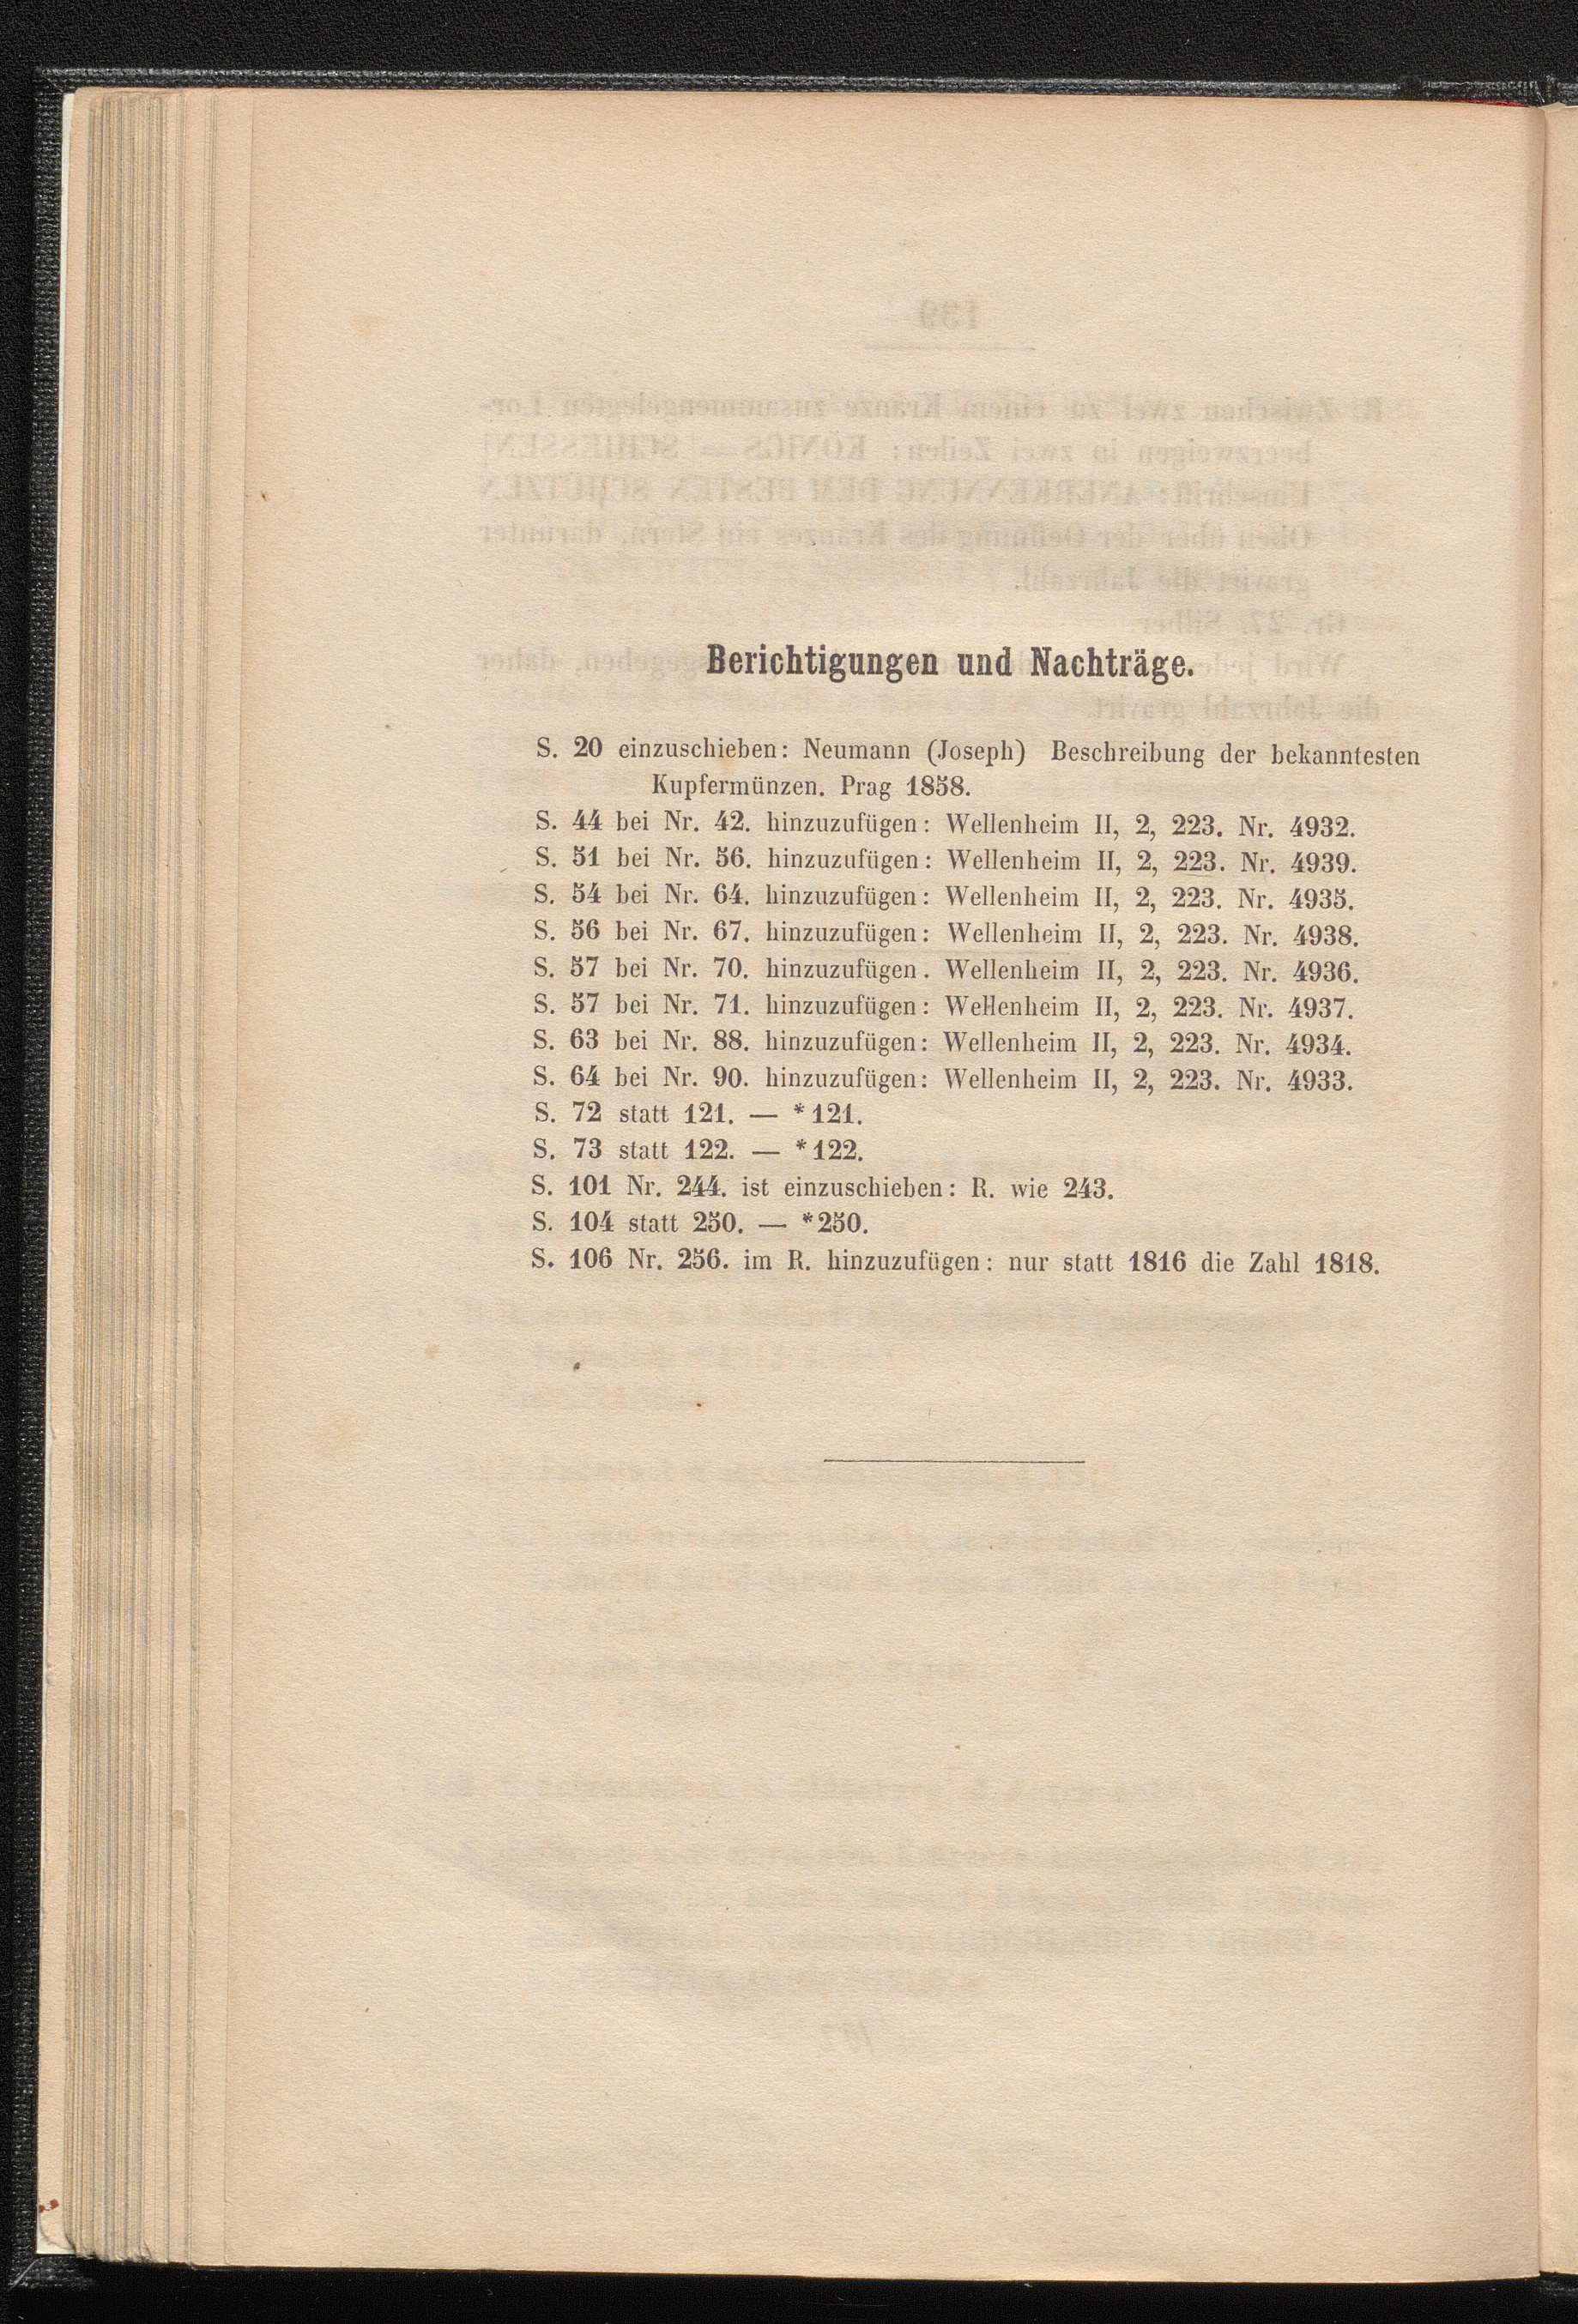 Berichtigungen und Nachträge.
S. 20 einzuschieben: Neumann (Joseph) Beschreibung der bekanntesten
Kupfermünzen. Prag 1858.
S. 44 bei Nr. 42. hinzuzufügen: Wellenheim II, 2, 223. Nr. 4932.
S. 51 bei Nr. 56. hinzuzufügen: Wellenheim II, 2, 223. Nr. 4939.
S. 54 bei Nr. 64. hinzuzufügen: Wellenheim II, 2, 223. Nr. 4935.
S. 56 bei Nr. 67. hinzuzufügen: Wellenheim II, 2, 223. Nr. 4938.
S. 57 bei Nr. 70. hinzuzufügen. Wellenheim II, 2, 223. Nr. 4936.
S. 57 bei Nr. 71. hinzuzufügen: Wellenheim II, 2, 223. Nr. 4937.
S. 63 bei Nr. 88. hinzuzufügen: Wellenheim II, 2, 223. Nr. 4934.
S. 64 bei Nr. 90. hinzuzufügen: Wellenheim II, 2, 223. Nr. 4933.
S. 72 statt 121. — *121.
S. 73 statt 122. — *122.
S. 101 Nr. 244. ist einzuschieben: R. wie 243.
S. 104 statt 250. — *250.
S. 106 Nr. 256. im R. hinzuzufügen: nur statt 1816 die Zahl 1818.